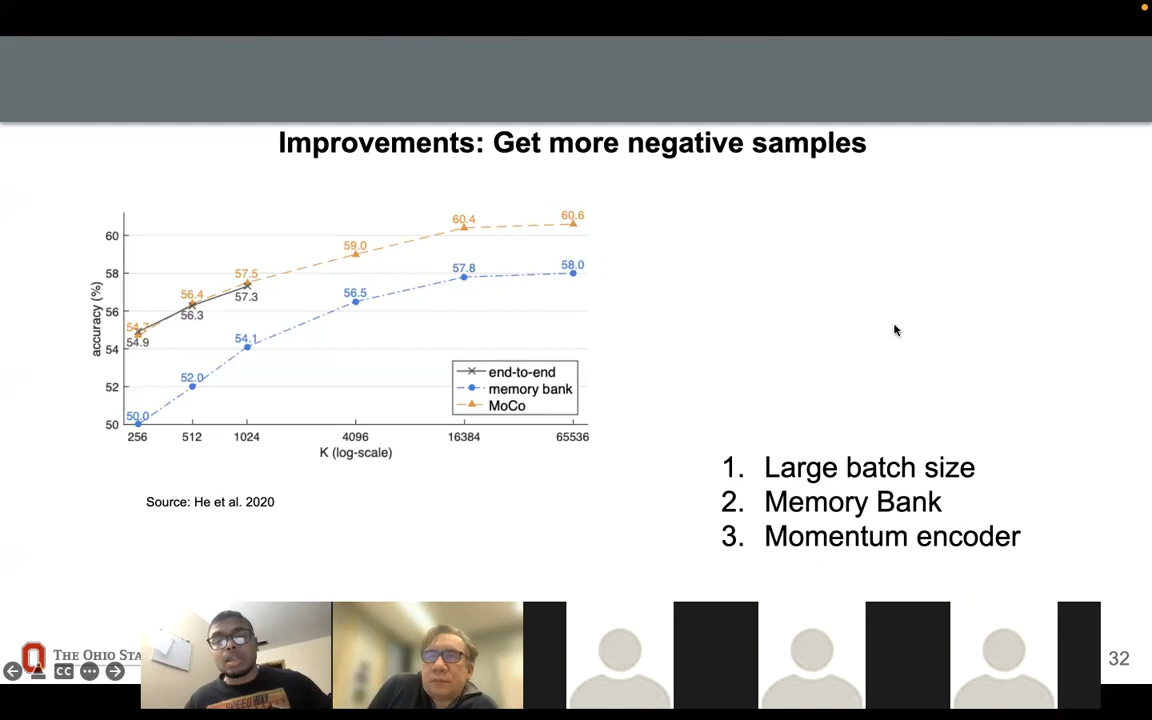 Improvements: Get more negative samples
60.4
60.6
60
59.0
58
57.5
57.8
58.0
57.3
56.4
56.5
56
56.3
54.7
54.9
54.1
54
52.0
52
50.0
50
accuracy (%)
end-to-end
memory bank
MoCo
256 512 1024 4096 16384 65536
K (log-scale)
Source: He et al. 2020
1. Large batch size
2. Memory Bank
3. Momentum encoder
THE OHIO STA
CC
SPEEDWAY
32